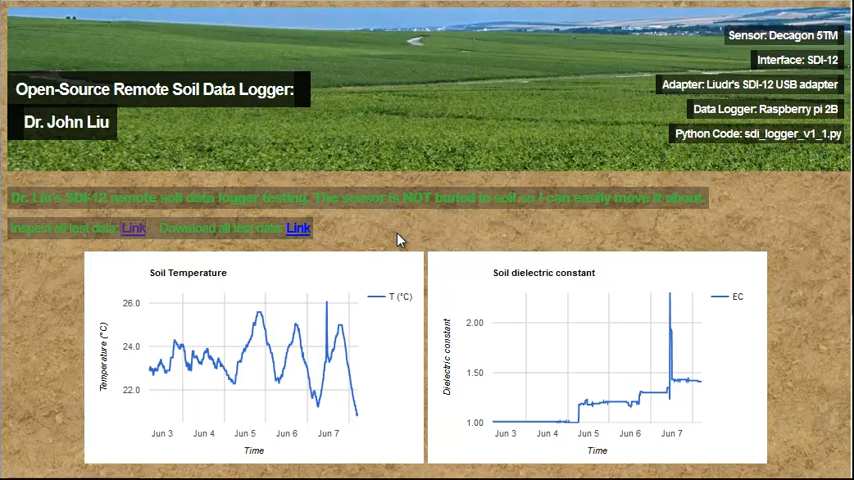 Sensor: Decagon 5TM
Interface: SDI-12
Open-Source Remote Soil Data Logger:
Adapter: Liudr's SDI-12 USB adapter
Dr. John Liu
Data Logger: Raspberry pi 2B
Python Code: sdi_logger_v1_1.py
Dr. Liu's SDI-12 remote soil data logger testing. The sensor is NOT buried in soil so I can easily move it about.
Inspect all test data: Link Download all test data: Link
Soil Temperature
T (°C)
26.0
24.0
22.0
Temperature (°C)
Jun 3 Jun 4 Jun 5 Jun 6 Jun 7
Time
Soil dielectric constant
EC
2.00
1.50
1.00
Dielectric constant
Jun 3 Jun 4 Jun 5 Jun 6 Jun 7
Time